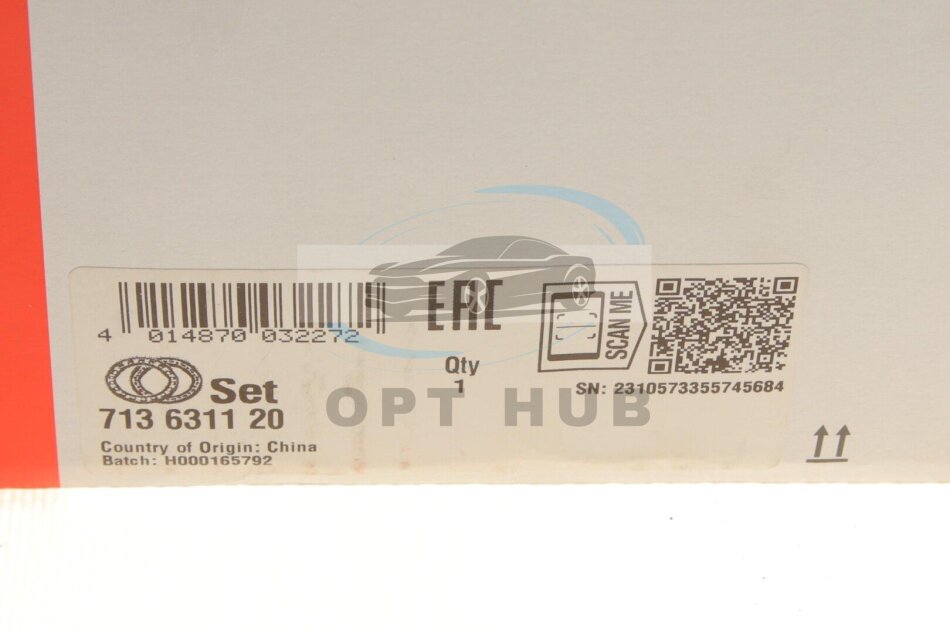 4 014870 032272
EAC
SCAN ME
Set
Qty
1
SN: 2310573355745684
713 6311 20
OPT HUB
Country of Origin: China
Batch: H000165792